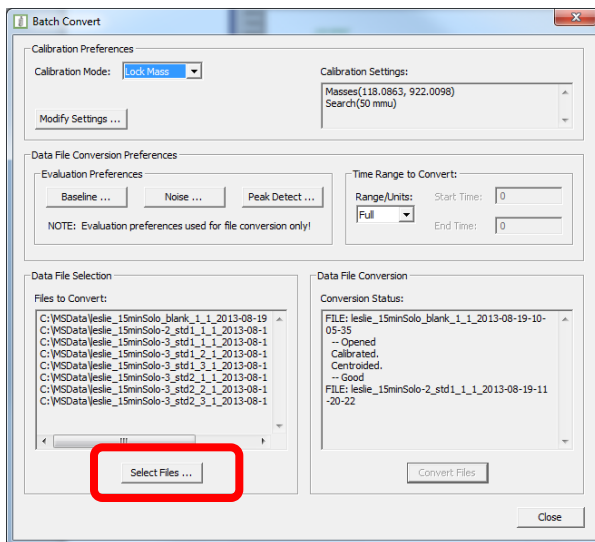 Batch Convert
Calibration Preferences
Calibration Mode: Lock Mass
Modify Settings ...
Calibration Settings:
Masses(118.0863, 922.0098)
Search(50 mmu)
Data File Conversion Preferences
Evaluation Preferences
Baseline ... Noise ... Peak Detect ...
NOTE: Evaluation preferences used for file conversion only!
Time Range to Convert:
Range/Units: Start Time: 0
Full End Time: 0
Data File Selection
Files to Convert:
C:\MSData\leslie_15minSolo_blank_1_1_2013-08-19
C:\MSData\leslie_15minSolo-2_std1_1_1_2013-08-1
C:\MSData\leslie_15minSolo-3_std1_1_1_2013-08-1
C:\MSData\leslie_15minSolo-3_std1_2_1_2013-08-1
C:\MSData\leslie_15minSolo-3_std1_3_1_2013-08-1
C:\MSData\leslie_15minSolo-3_std2_1_1_2013-08-1
C:\MSData\leslie_15minSolo-3_std2_2_1_2013-08-1
C:\MSData\leslie_15minSolo-3_std2_3_1_2013-08-1
Select Files ...
Data File Conversion
Conversion Status:
FILE: leslie_15minSolo_blank_1_1_2013-08-19-10-
05-35
-- Opened
Calibrated.
Centroided.
-- Good
FILE: leslie_15minSolo-2_std1_1_1_2013-08-19-11
-20-22
Convert Files
Close